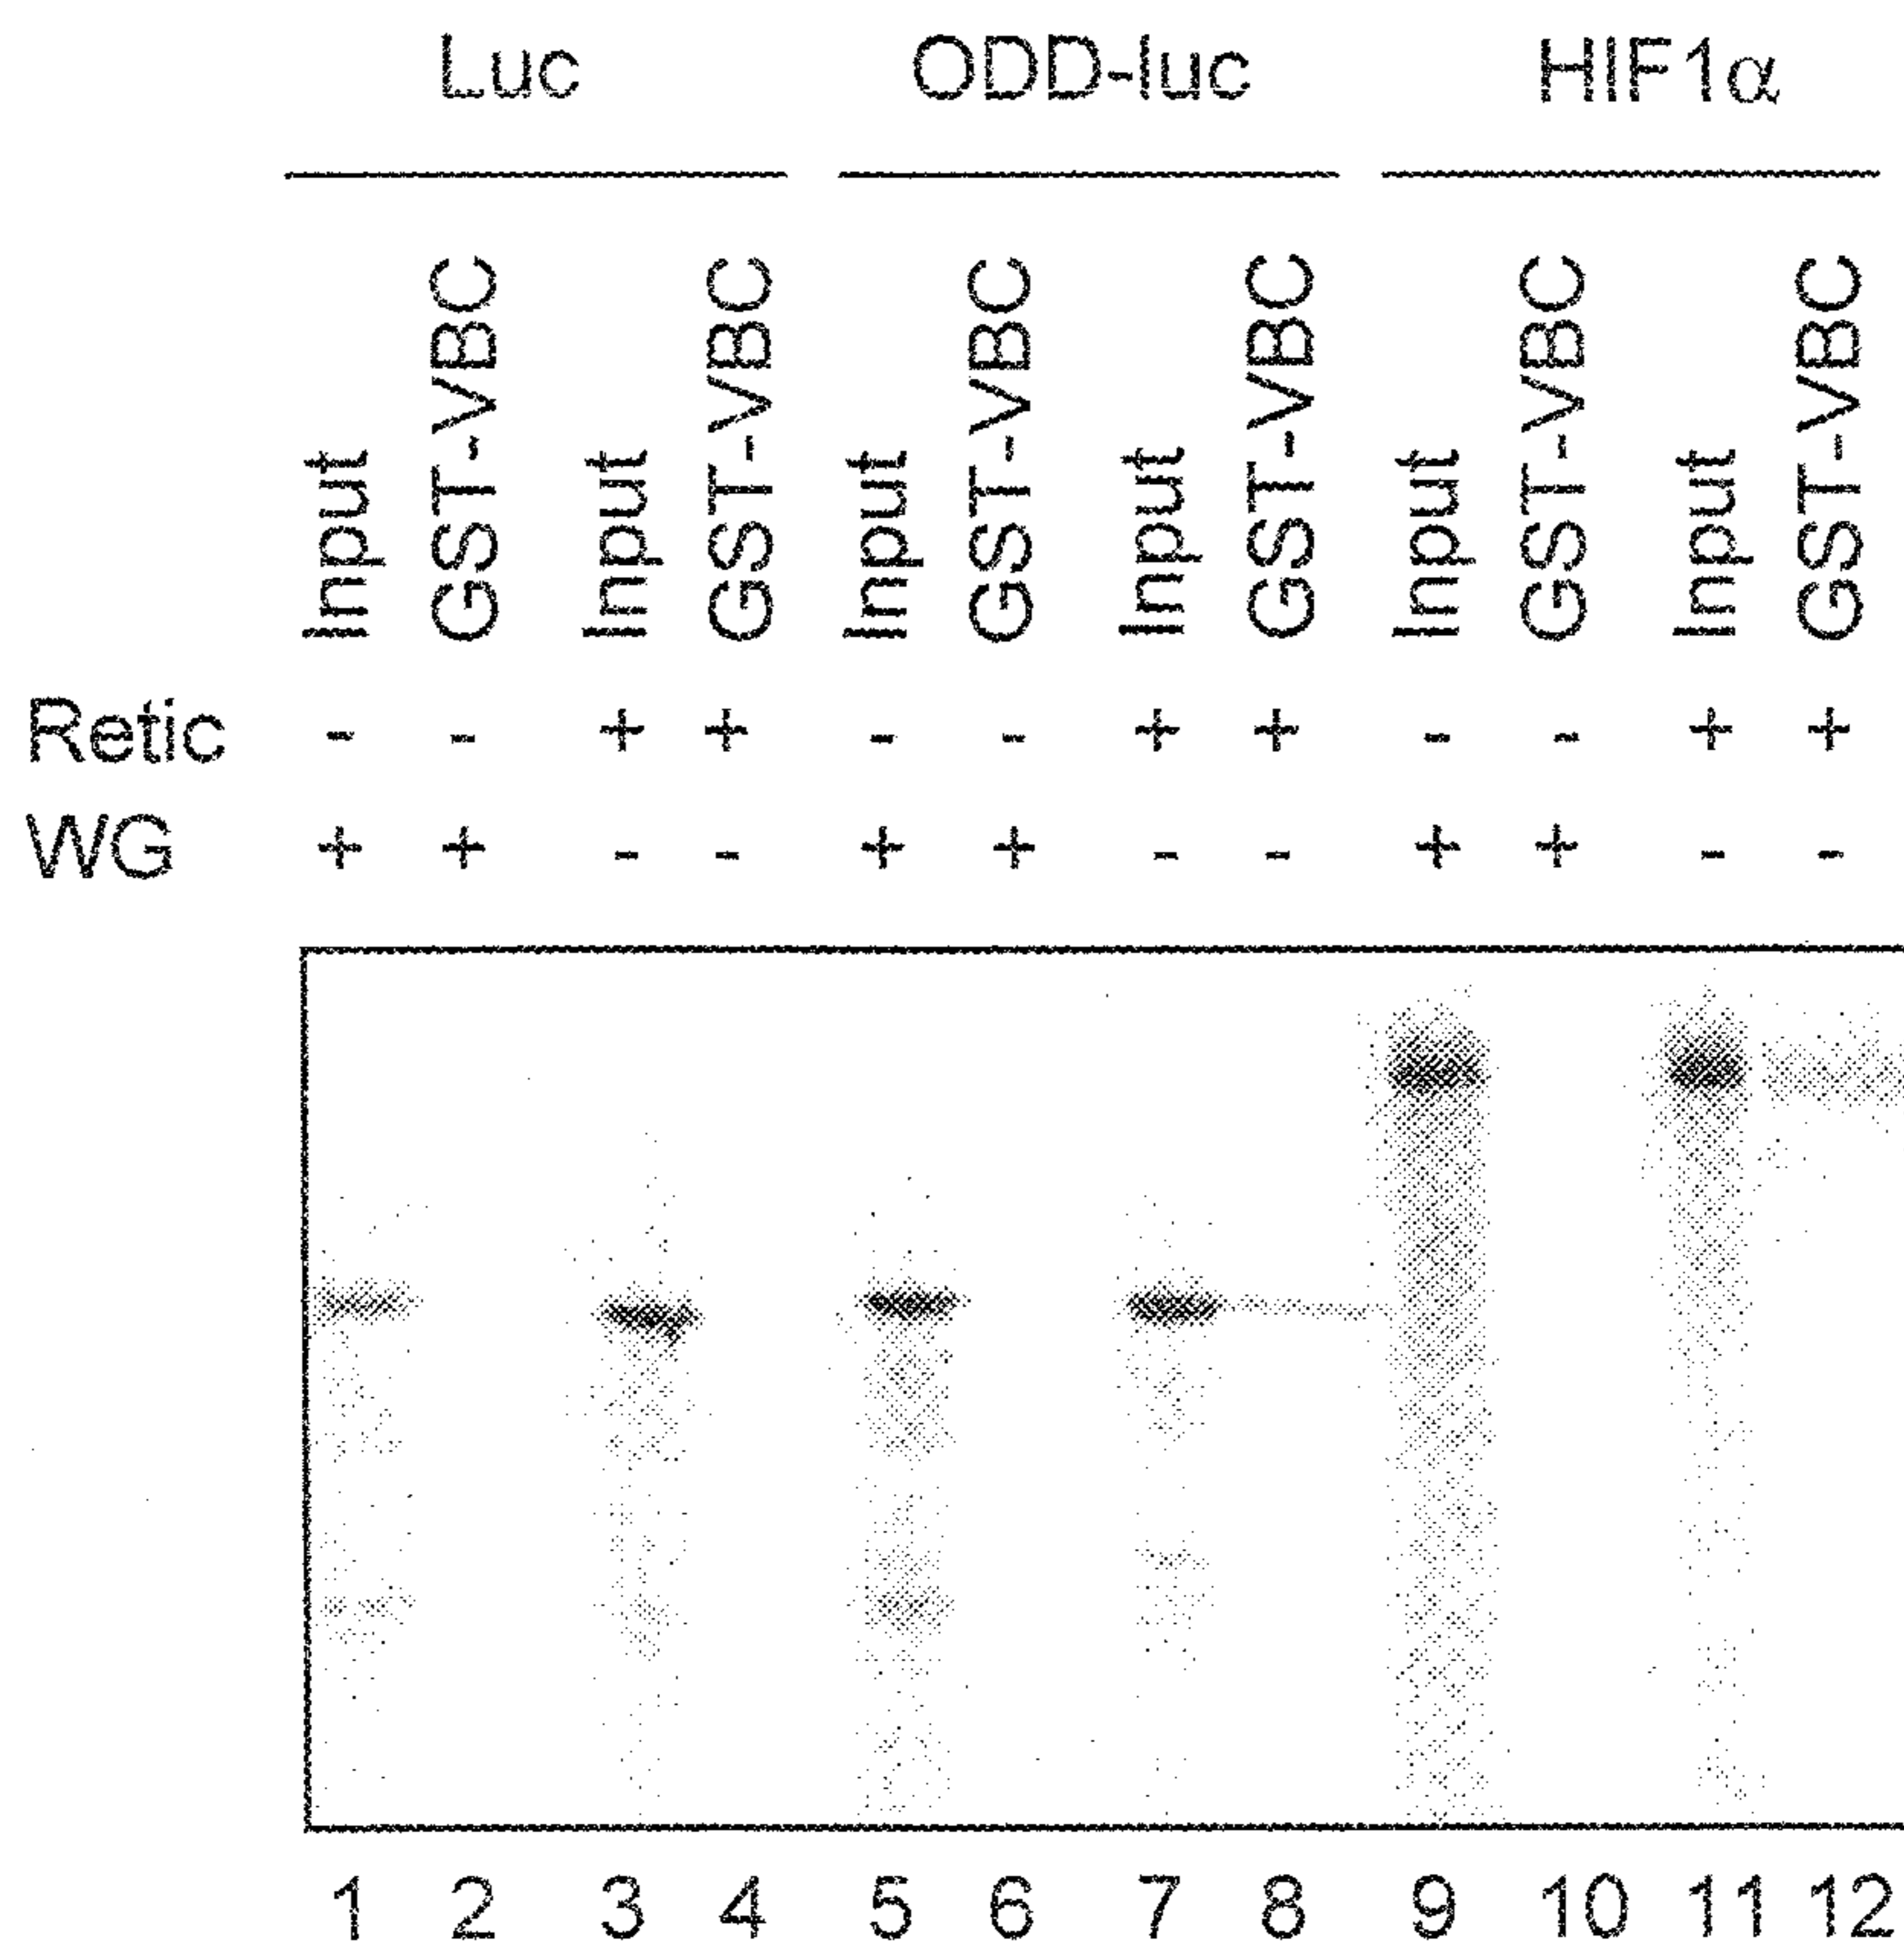 Luc ODD-luc HIF1α
Input GST-VBC Input GST-VBC Input GST-VBC Input GST-VBC Input GST-VBC Input GST-VBC
Retic - - + + - - + + - - + +
WG + + - - + + - - + + - -
1 2 3 4 5 6 7 8 9 10 11 12